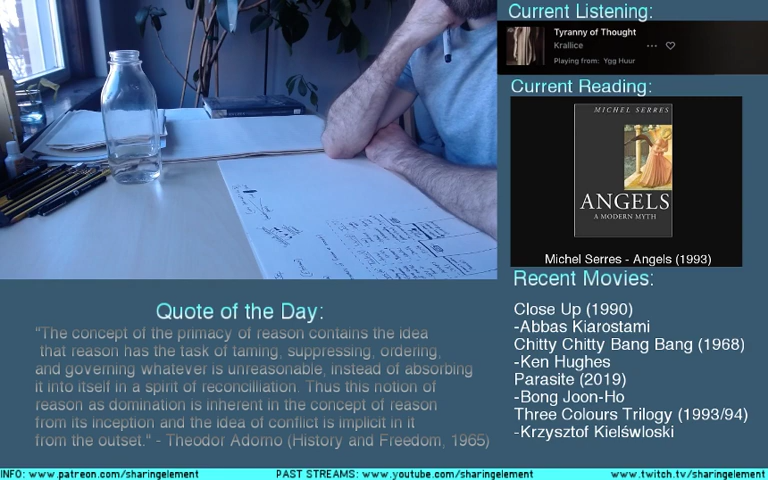 Current Listening:
Tyranny of Thought
Krallice
Playing from: Ygg Huur
Current Reading:
MICHEL SERRES
ANGELS
A MODERN MYTH
Michel Serres - Angels (1993)
Recent Movies:
Close Up (1990)
-Abbas Kiarostami
Chitty Chitty Bang Bang (1968)
-Ken Hughes
Parasite (2019)
-Bong Joon-Ho
Three Colours Trilogy (1993/94)
-Krzysztof Kielśwloski
Quote of the Day:
"The concept of the primacy of reason contains the idea
that reason has the task of taming, suppressing, ordering,
and governing whatever is unreasonable, instead of absorbing
it into itself in a spirit of reconcilliation. Thus this notion of
reason as domination is inherent in the concept of reason
from its inception and the idea of conflict is implicit in it
from the outset." - Theodor Adorno (History and Freedom, 1965)
INFO: www.patreon.com/sharingelement
PAST STREAMS: www.youtube.com/sharingelement
www.twitch.tv/sharingelement